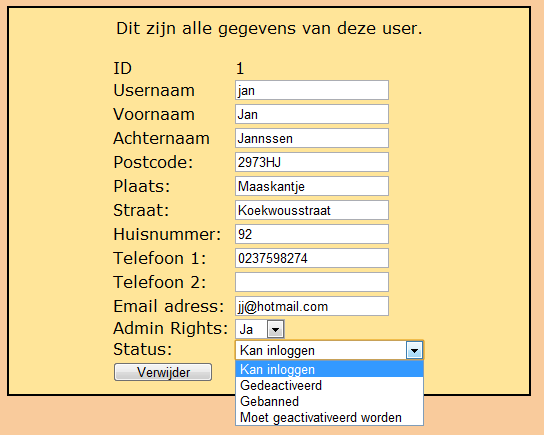 Dit zijn alle gegevens van deze user.
ID 1
Usernaam jan
Voornaam Jan
Achternaam Jannssen
Postcode: 2973HJ
Plaats: Maaskantje
Straat: Koekwousstraat
Huisnummer: 92
Telefoon 1: 0237598274
Telefoon 2:
Email adress: jj@hotmail.com
Admin Rights: Ja
Status: Kan inloggen
Verwijder Kan inloggen
Gedeactiveerd
Gebanned
Moet geactivativeerd worden